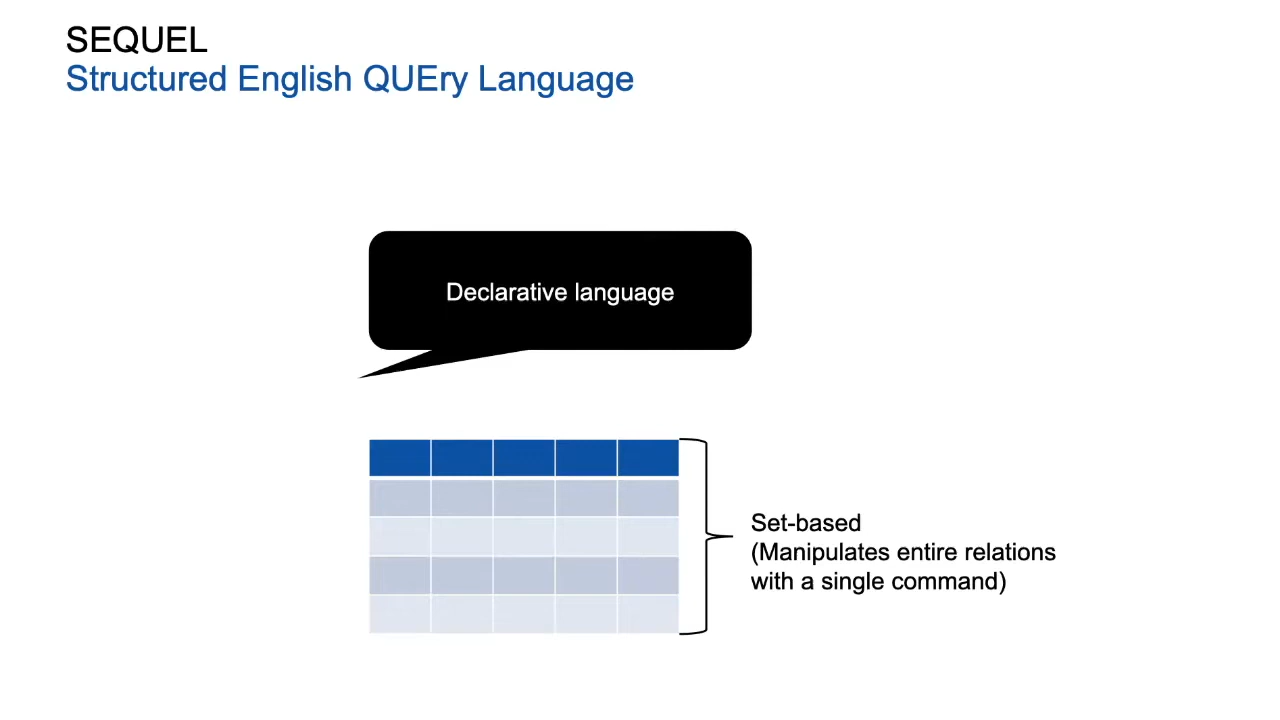 SEQUEL
Structured English QUEry Language
Declarative language
Set-based
(Manipulates entire relations
with a single command)